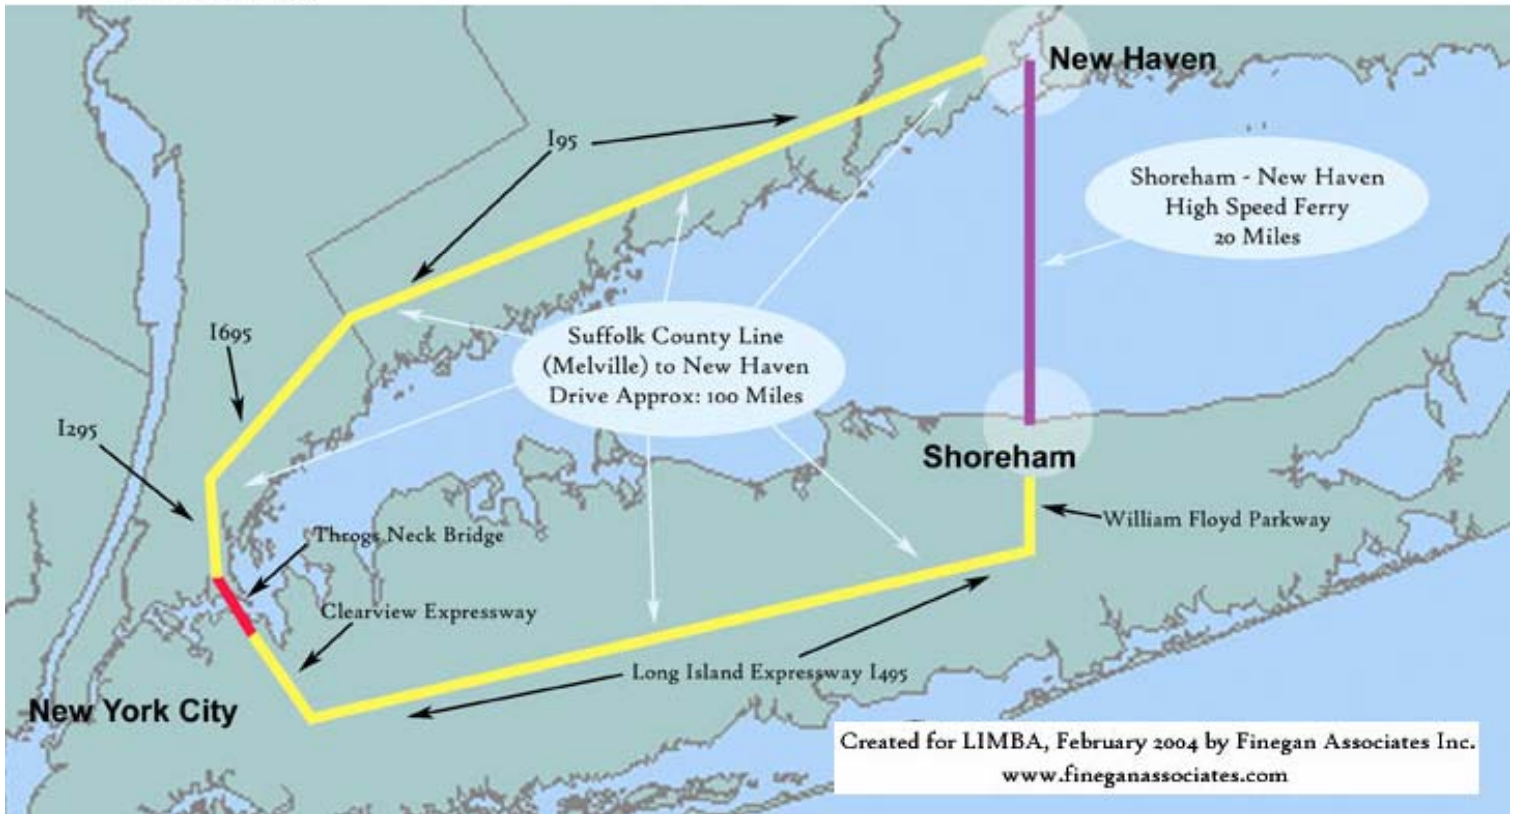 New Haven
I95
Shoreham - New Haven
High Speed Ferry
20 Miles
I695
Suffolk County Line
(Melville) to New Haven
Drive Approx: 100 Miles
I295
Shoreham
William Floyd Parkway
Throgs Neck Bridge
Clearview Expressway
Long Island Expressway I495
New York City
Created for LIMBA, February 2004 by Finegan Associates Inc.
www.fineganassociates.com